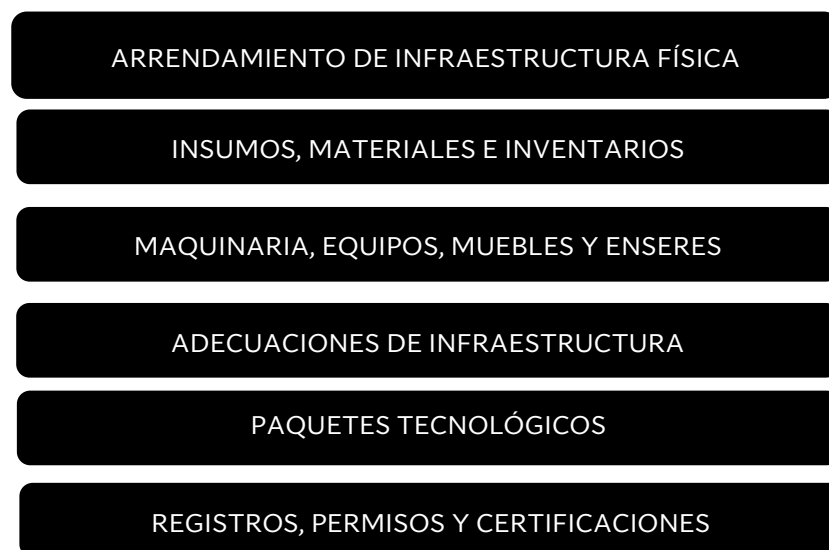 ARRENDAMIENTO DE INFRAESTRUCTURA FÍSICA
INSUMOS, MATERIALES E INVENTARIOS
MAQUINARIA, EQUIPOS, MUEBLES Y ENSERES
ADECUACIONES DE INFRAESTRUCTURA
PAQUETES TECNOLÓGICOS
REGISTROS, PERMISOS Y CERTIFICACIONES